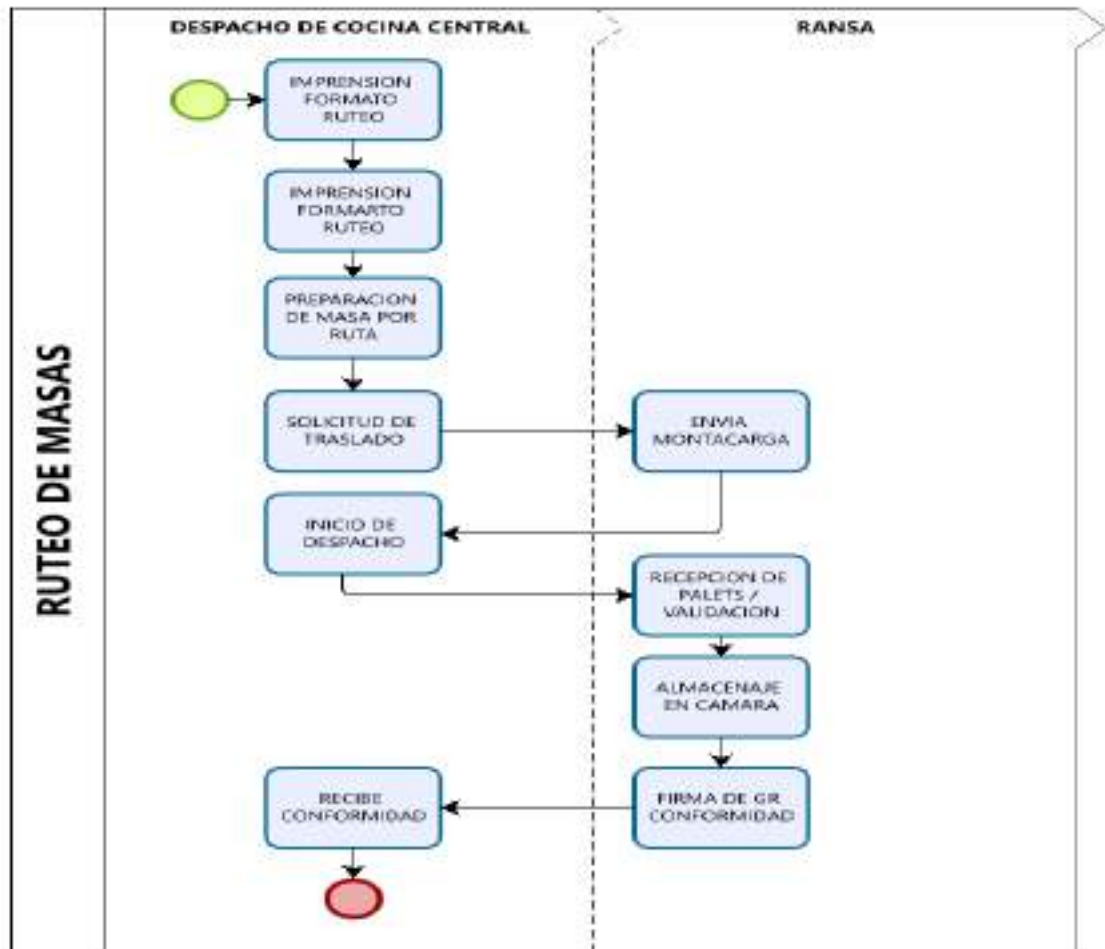 DESPACHO DE COCINA CENTRAL
RANSA
RUTEO DE MASAS
IMPRENSION
FORMATO
RUTEO
IMPRENSION
FORMARTO
RUTEO
PREPARACION
DE MASA POR
RUTA
SOLICITUD DE
TRASLADO
ENVIA
MONTACARGA
INICIO DE
DESPACHO
RECEPCION DE
PALETS /
VALIDACION
ALMACENAJE
EN CAMARA
FIRMA DE GR
CONFORMIDAD
RECIBE
CONFORMIDAD